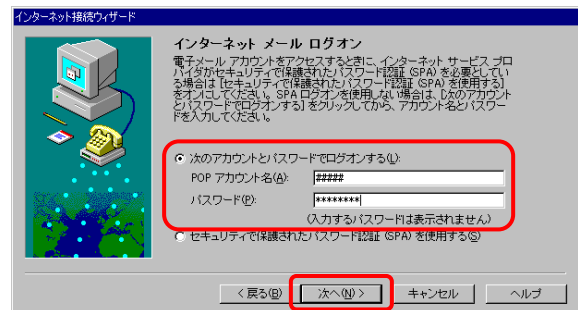 インターネット接続ウィザード
インターネット メール ログオン
電子メール アカウントをアクセスするときに、インターネット サービス プロ
バイダがセキュリティで保護されたパスワード認証 (SPA) を必要としてい
る場合は [セキュリティで保護されたパスワード認証 (SPA) を使用する]
をオンにしてください。SPA ログオンを使用しない場合は、[次のアカウント
とパスワードでログオンする] をクリックしてから、アカウント名とパスワー
ドを入力してください。
次のアカウントとパスワードでログオンする(L):
POP アカウント名(A): #####
パスワード(P): ********
(入力するパスワードは表示されません)
セキュリティで保護されたパスワード認証 (SPA) を使用する(S)
< 戻る(B) 次へ(N) > キャンセル ヘルプ